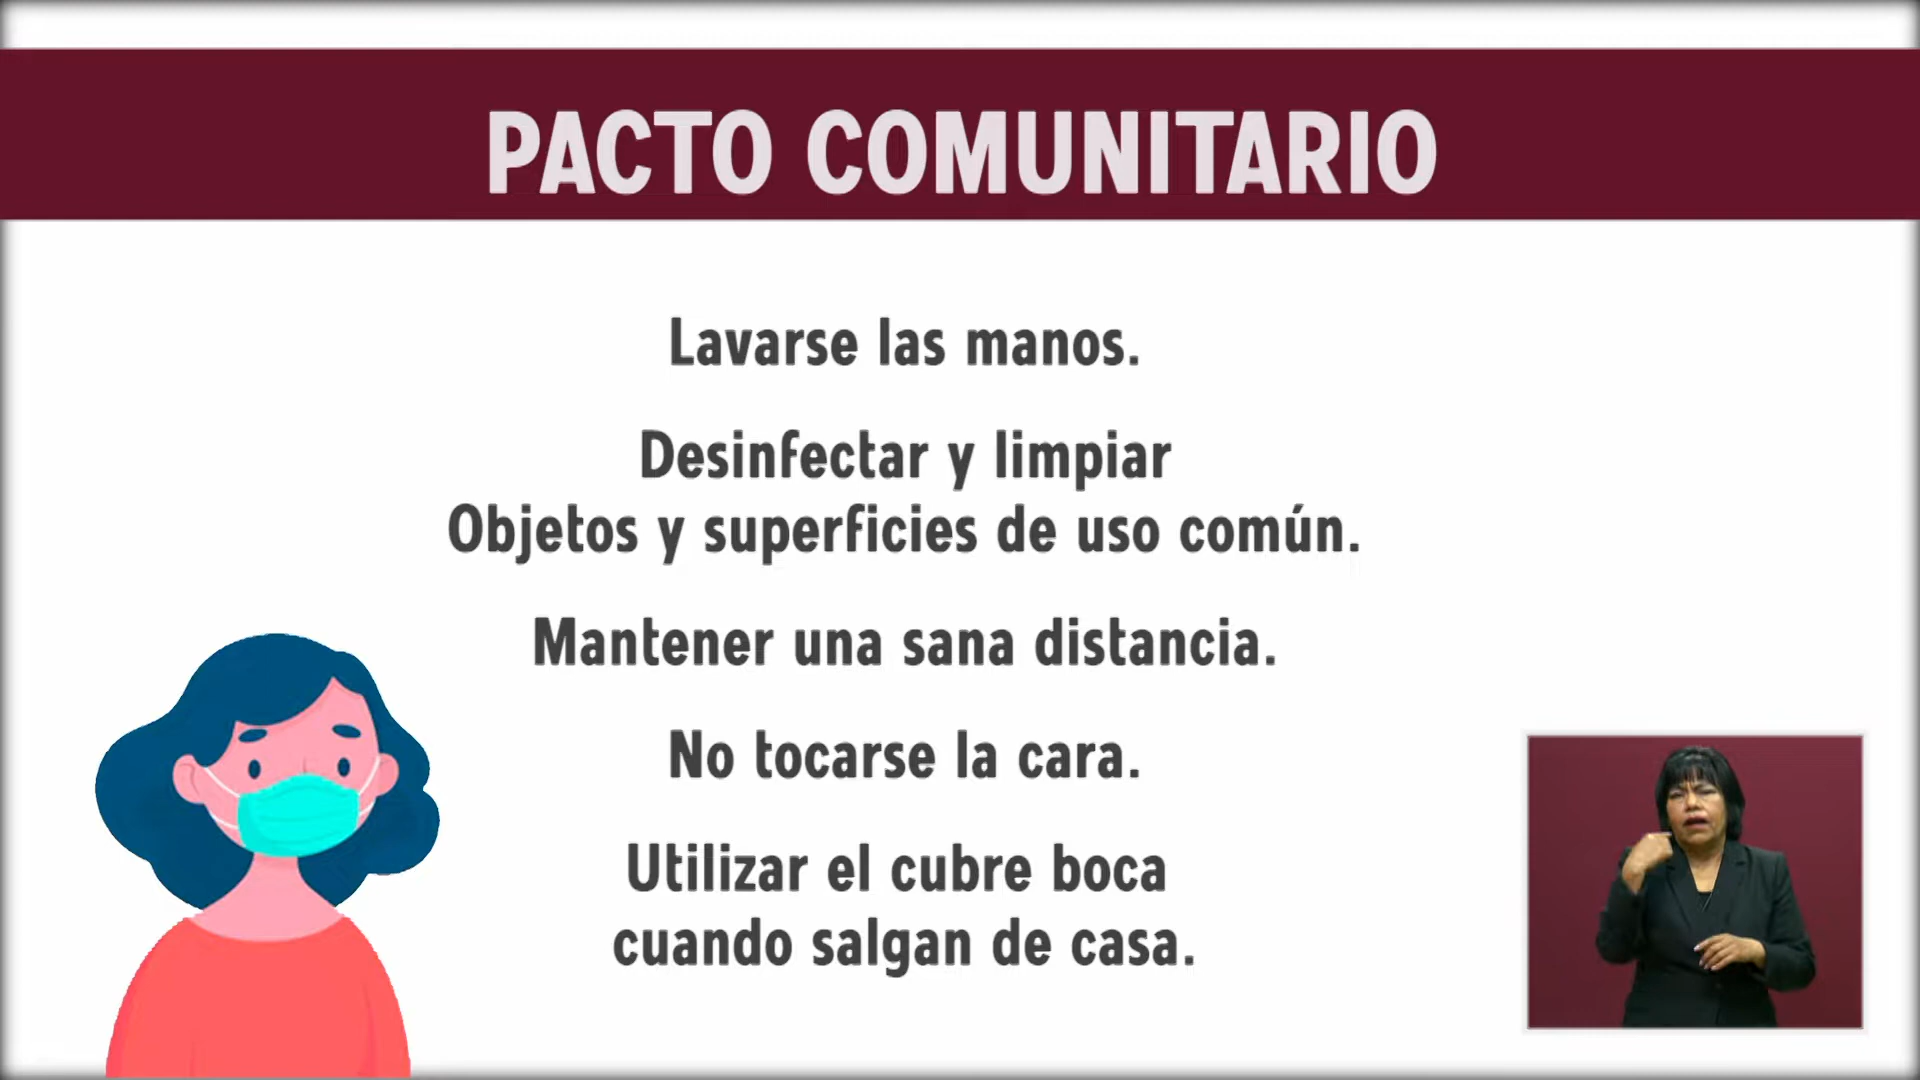 PACTO COMUNITARIO
Lavarse las manos.
Desinfectar y limpiar
Objetos y superficies de uso común.
Mantener una sana distancia.
No tocarse la cara.
Utilizar el cubre boca
cuando salgan de casa.